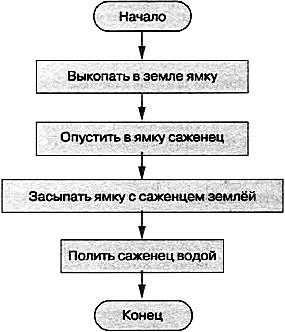 Начало
Выкопать в земле ямку
Опустить в ямку саженец
Засыпать ямку с саженцем землёй
Полить саженец водой
Конец